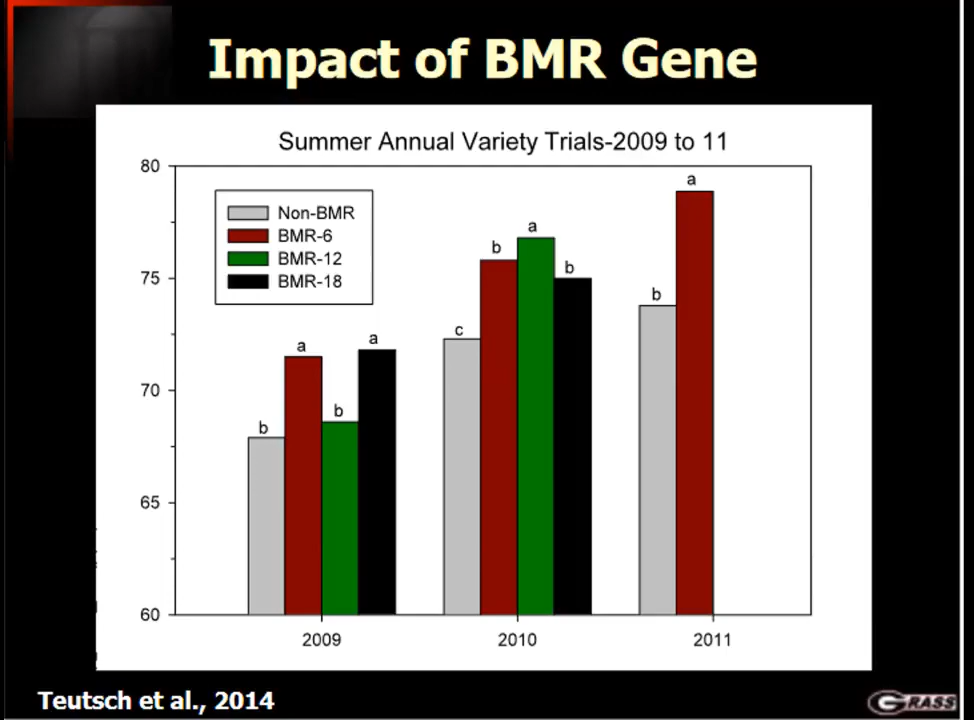 Impact of BMR Gene
Summer Annual Variety Trials-2009 to 11
80
75
70
65
60
Non-BMR
BMR-6
BMR-12
BMR-18
b
a
b
a
c
b
a
b
b
a
2009
2010
2011
Teutsch et al., 2014
GRASS